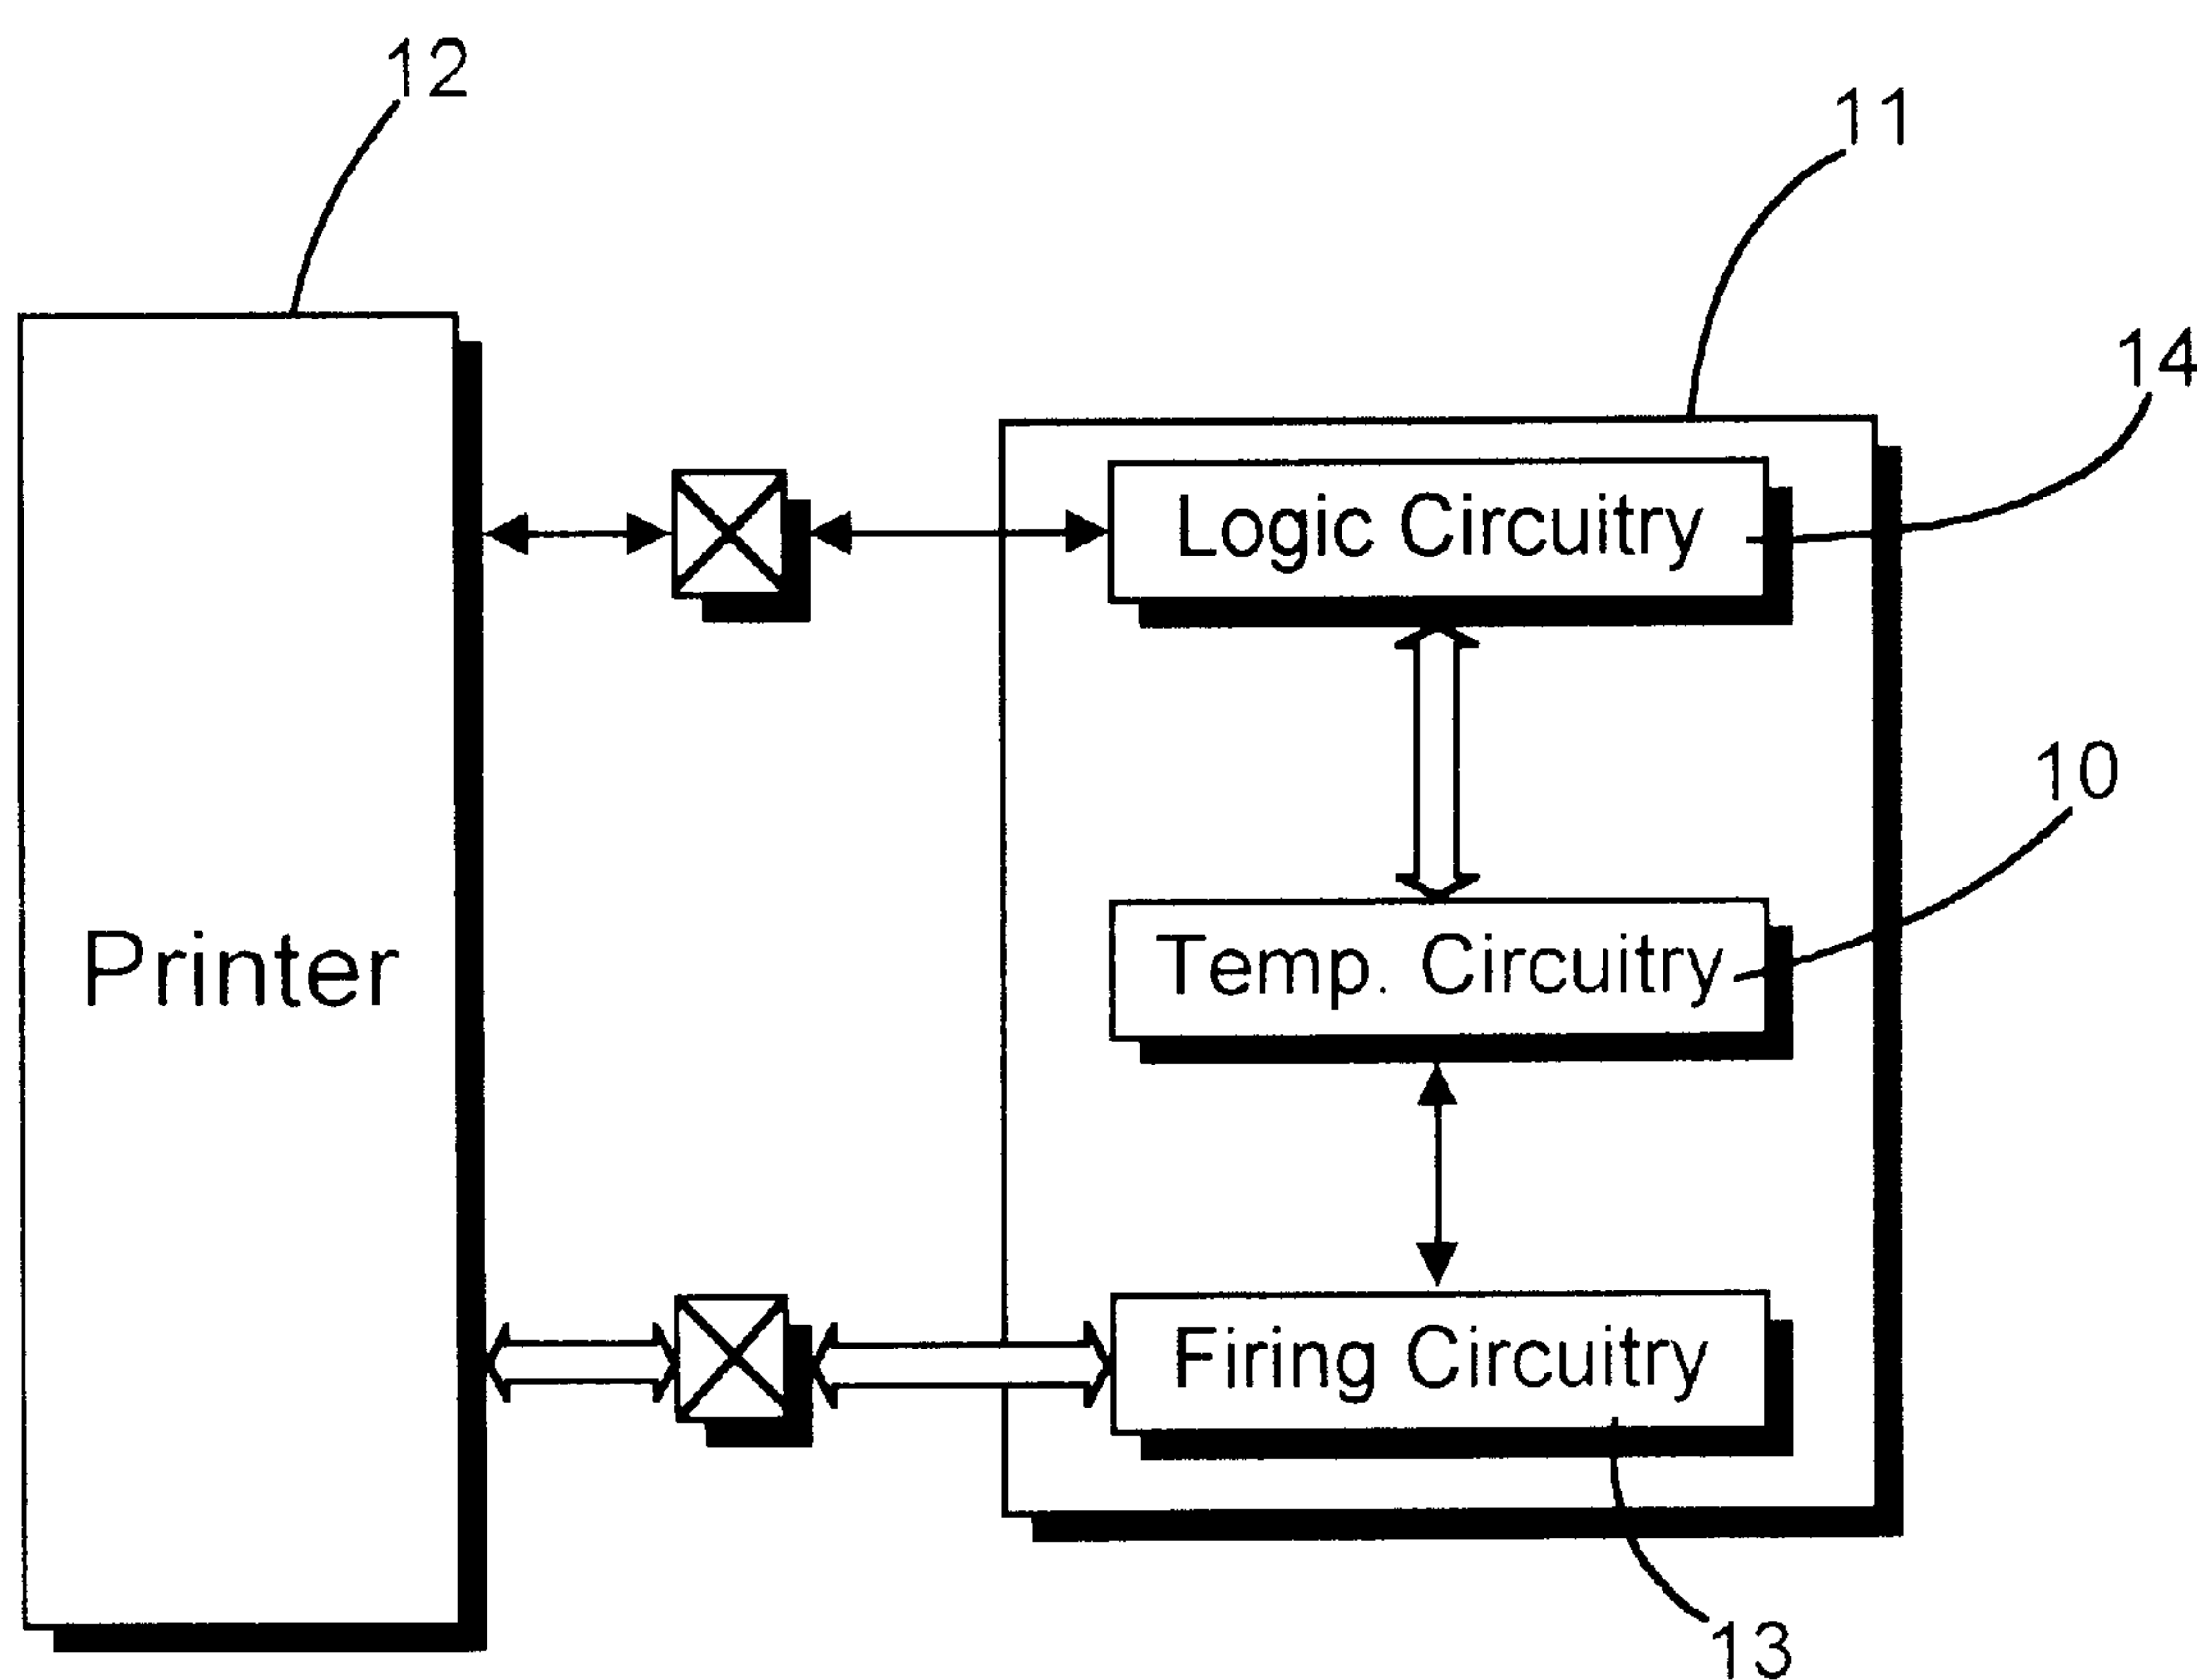 12
11
14
Logic Circuitry
10
Printer
Temp. Circuitry
Firing Circuitry
13